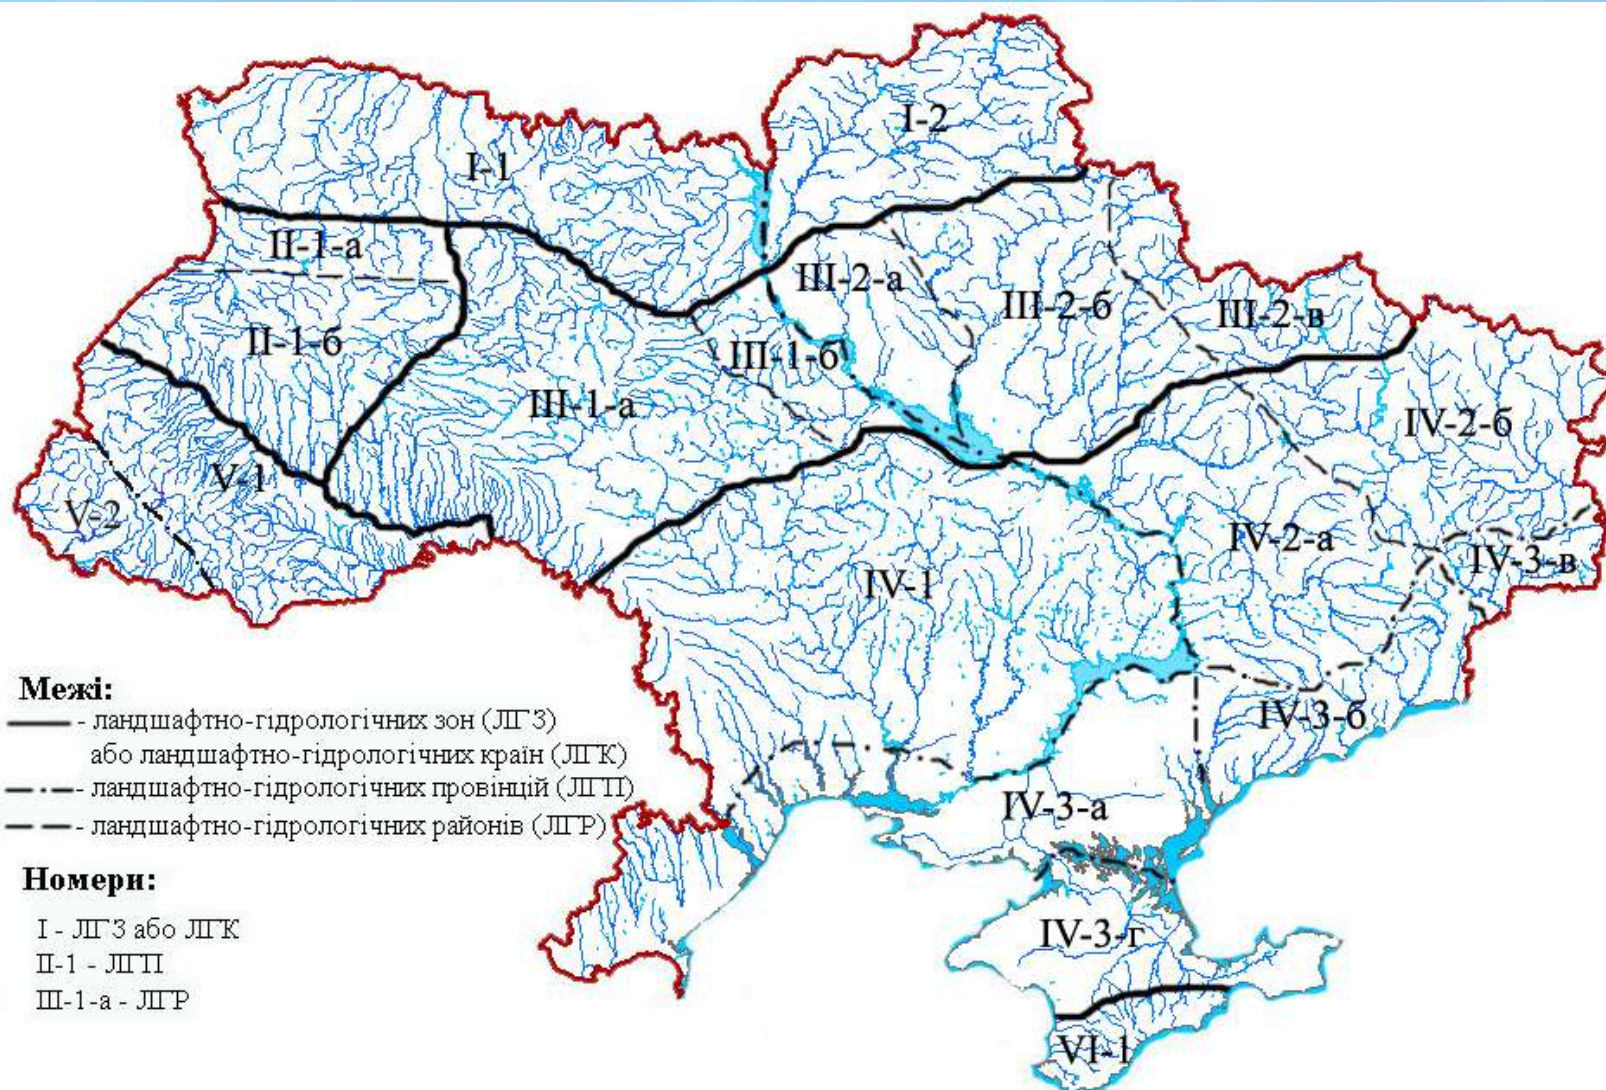 I-2
I-1
II-1-а
III-2-а
III-2-б
III-2-в
II-1-б
III-1-б
III-1-а
IV-2-б
V-1
V-2
IV-2-а
IV-3-в
IV-1
IV-3-б
IV-3-а
IV-3-г
VI-1
Межі:
- ландшафтно-гідрологічних зон (ЛГЗ)
або ландшафтно-гідрологічних країн (ЛГК)
- ландшафтно-гідрологічних провінцій (ЛГП)
- ландшафтно-гідрологічних районів (ЛГР)
Номери:
I - ЛГЗ або ЛГК
II-1 - ЛГП
III-1-а - ЛГР